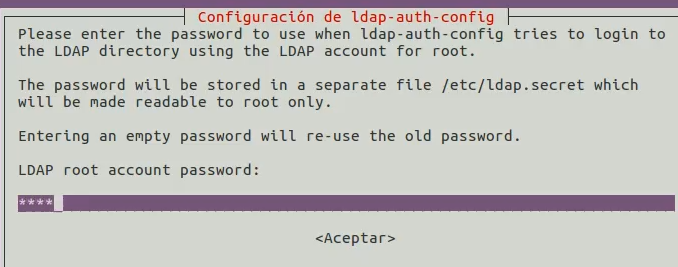 Configuración de ldap-auth-config
Please enter the password to use when ldap-auth-config tries to login to
the LDAP directory using the LDAP account for root.
The password will be stored in a separate file /etc/ldap.secret which
will be made readable to root only.
Entering an empty password will re-use the old password.
LDAP root account password:
****_
<Aceptar>